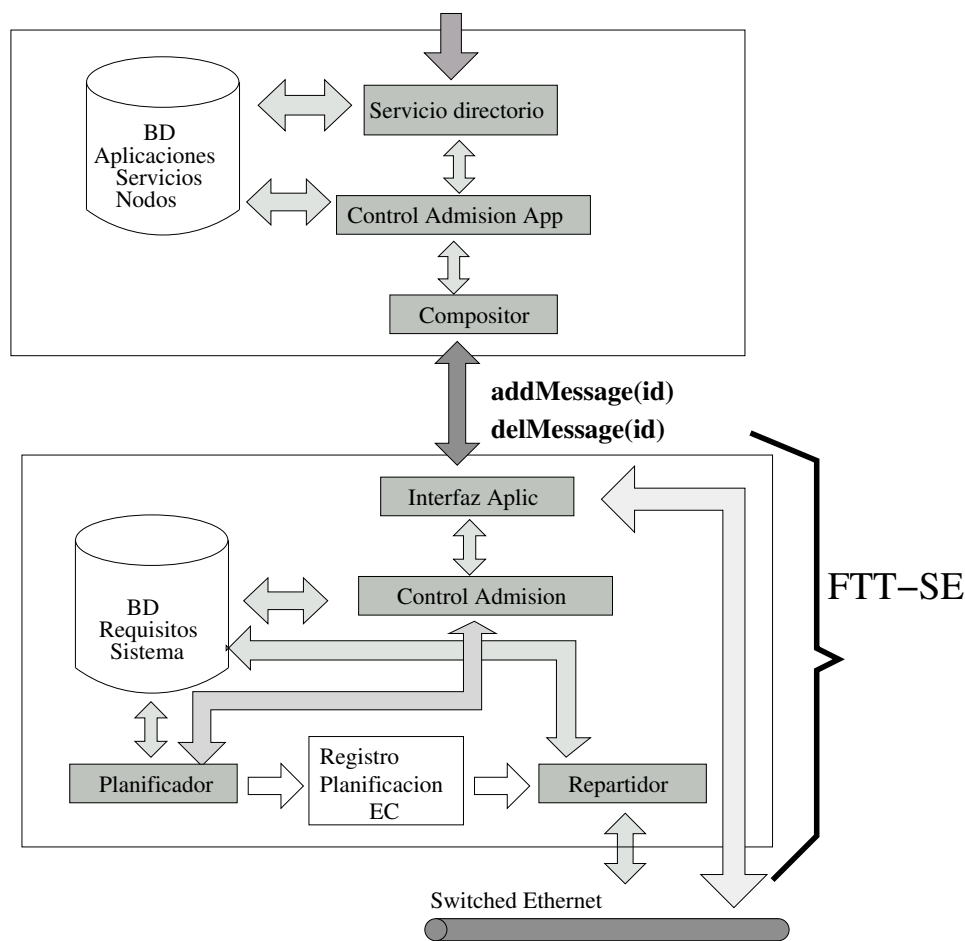 Servicio directorio
BD
Aplicaciones
Servicios
Nodos
Control Admision App
Compositor
addMessage(id)
delMessage(id)
Interfaz Aplic
Control Admision
FTT−SE
BD
Requisitos
Sistema
Planificador
Registro
Planificacion
EC
Repartidor
Switched Ethernet